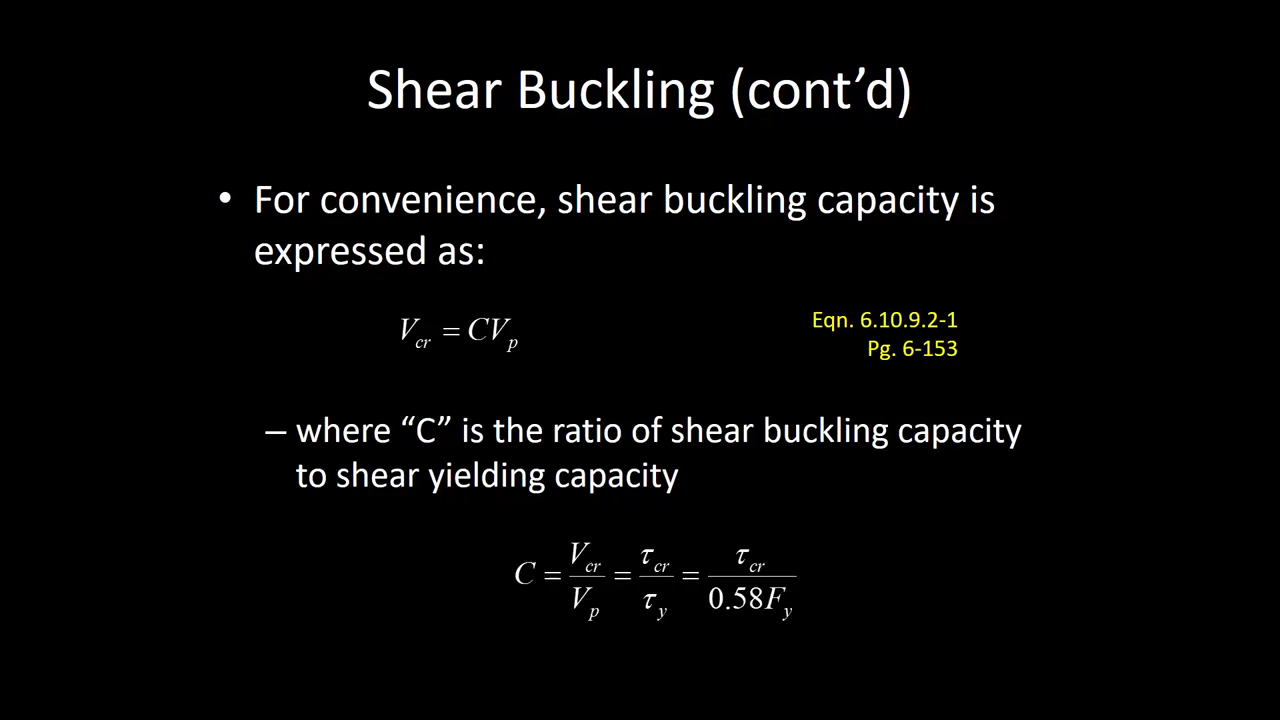 Shear Buckling (cont’d)
• For convenience, shear buckling capacity is
expressed as:
V_cr = CV_p
Eqn. 6.10.9.2-1
Pg. 6-153
– where “C” is the ratio of shear buckling capacity
to shear yielding capacity
C = V_cr / V_p = τ_cr / τ_y = τ_cr / 0.58F_y